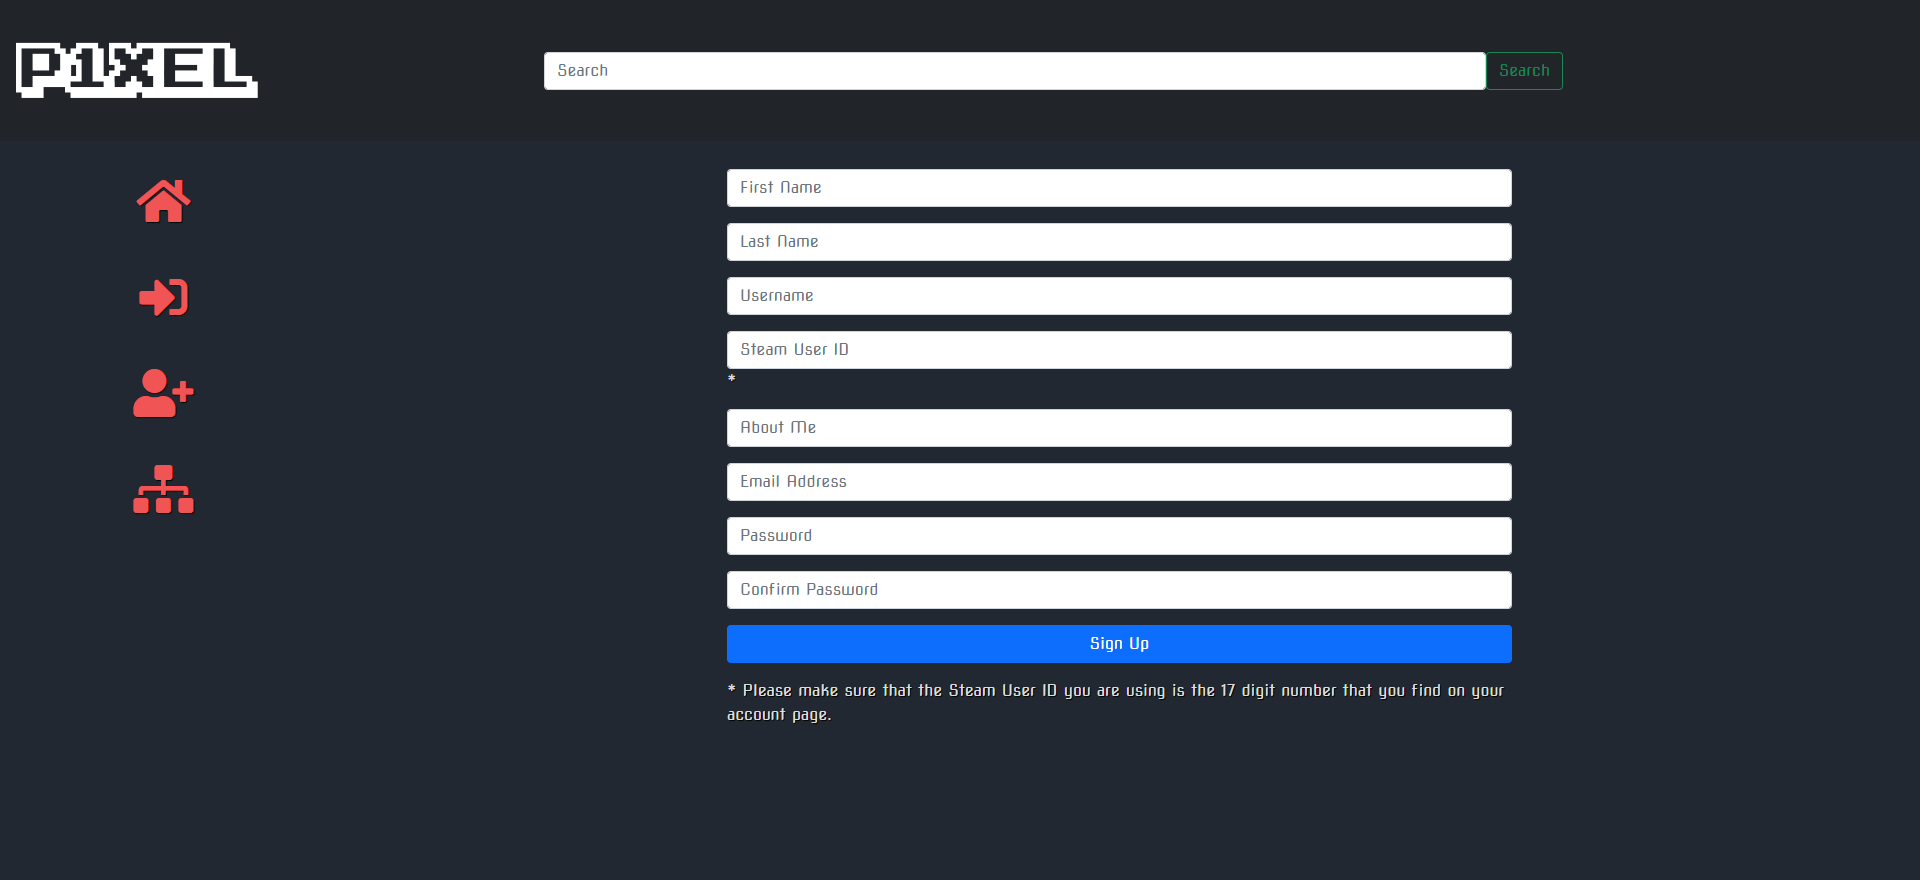 P1XEL
Search
Search
First Name
Last Name
Username
Steam User ID
*
About Me
Email Address
Password
Confirm Password
Sign Up
* Please make sure that the Steam User ID you are using is the 17 digit number that you find on your
account page.